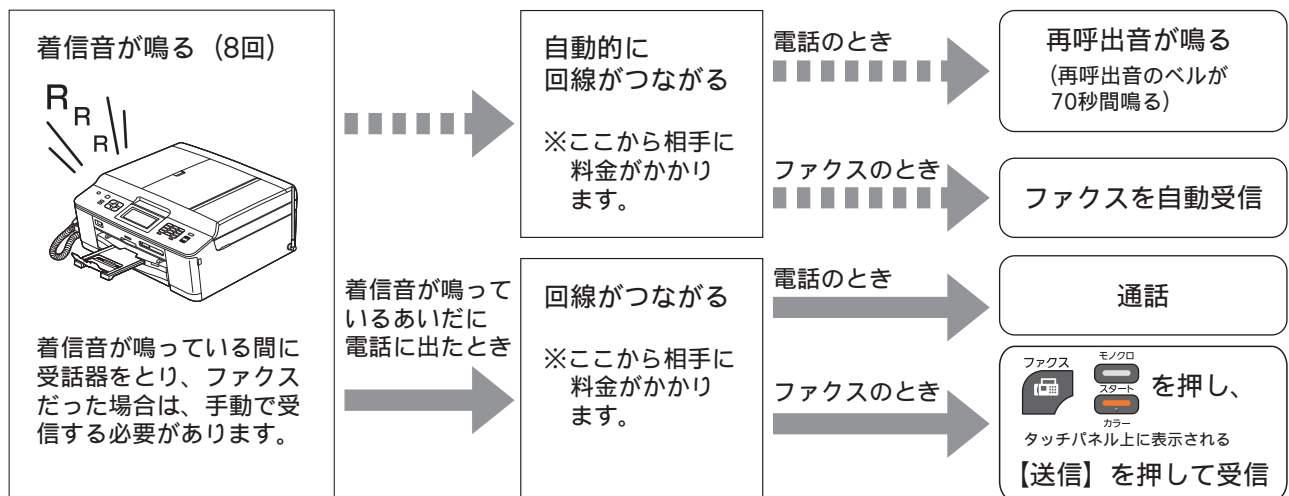 着信音が鳴る（8回）
R
R
R
着信音が鳴っている間に
受話器をとり、ファクス
だった場合は、手動で受
信する必要があります。
自動的に
回線がつながる
※ここから相手に
料金がかかり
ます。
電話のとき
再呼出音が鳴る
(再呼出音のベルが
70秒間鳴る)
ファクスのとき
ファクスを自動受信
着信音が鳴って
いるあいだに
電話に出たとき
回線がつながる
※ここから相手に
料金がかかり
ます。
電話のとき
通話
ファクスのとき
ファクス
モノクロ
スタート
カラー
を押し、
タッチパネル上に表示される
【送信】を押して受信